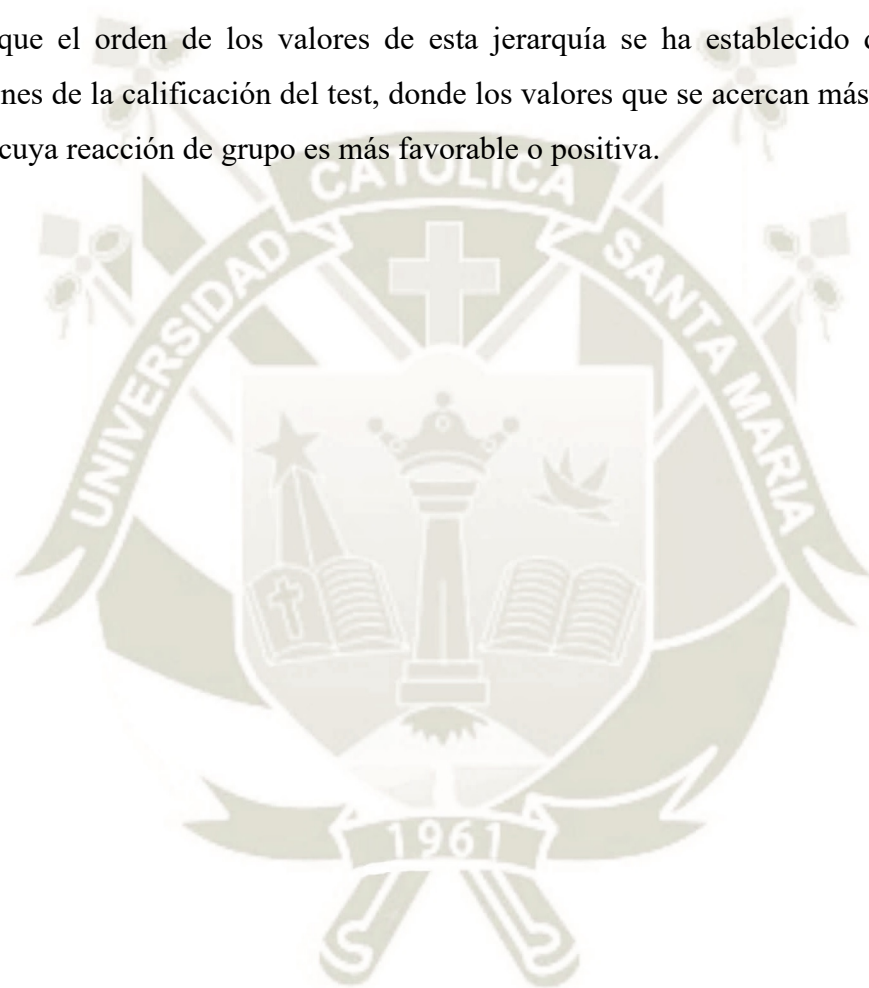 que el orden de los valores de esta jerarquía se ha establecido
nes de la calificación del test, donde los valores que se acercan más
cuya reacción de grupo es más favorable o positiva.
UNIVERSIDAD CATOLICA SANTA MARIA
1961